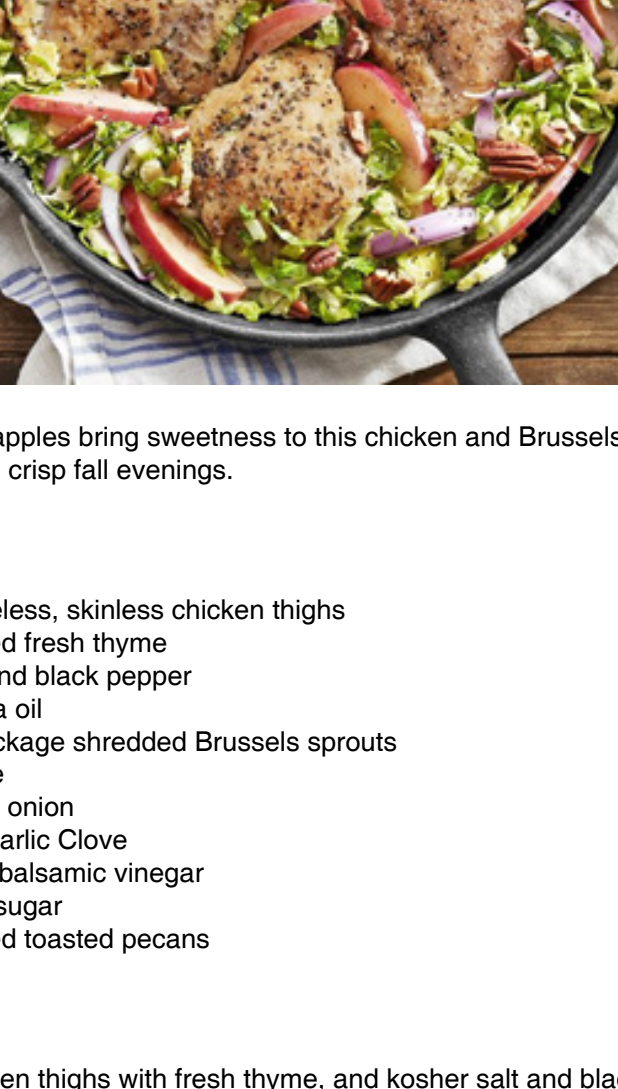 apples bring sweetness to this chicken and Brussels
crisp fall evenings.
eless, skinless chicken thighs
ed fresh thyme
nd black pepper
a oil
ckage shredded Brussels sprouts
e
onion
arlic Clove
balsamic vinegar
sugar
ed toasted pecans
en thighs with fresh thyme, and kosher salt and bla